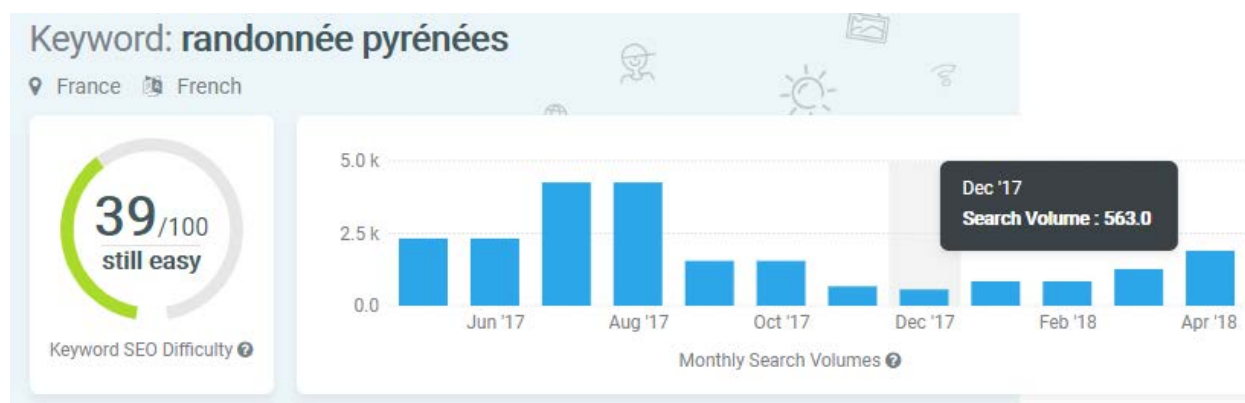 Keyword: randonnée pyrénées
France French
39/100
still easy
Keyword SEO Difficulty ?
5.0 k
2.5 k
0.0
Dec '17
Search Volume : 563.0
Jun '17 Aug '17 Oct '17 Dec '17 Feb '18 Apr '18
Monthly Search Volumes ?